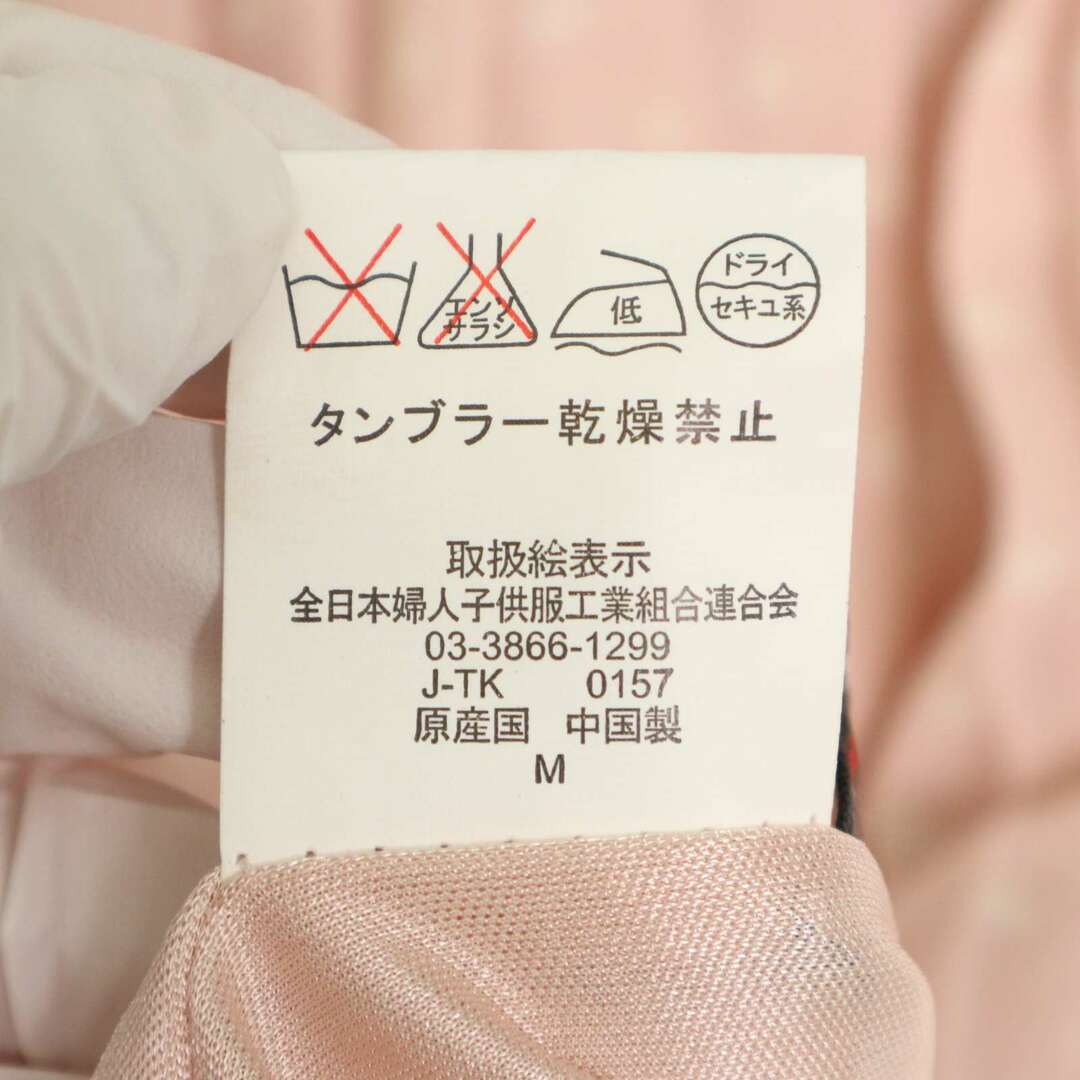 エンソ
サラシ
低
ドライ
セキユ系
タンブラー乾燥禁止
取扱絵表示
全日本婦人子供服工業組合連合会
03-3866-1299
J-TK 0157
原産国 中国製
M